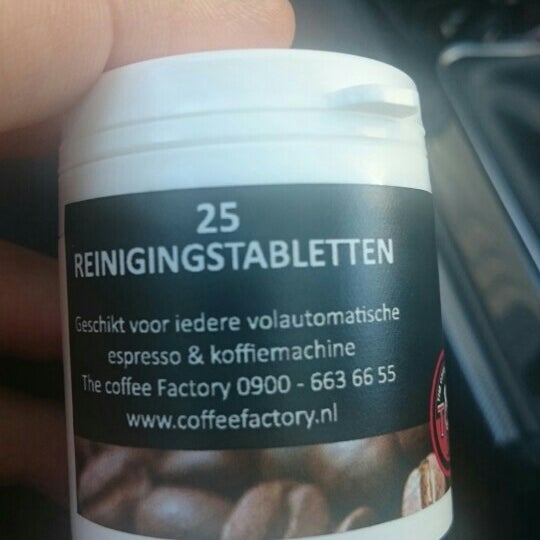 25
REINIGINGSTABLETTEN
Geschikt voor iedere volautomatische
espresso & koffiemachine
The coffee Factory 0900 - 663 66 55
www.coffeefactory.nl